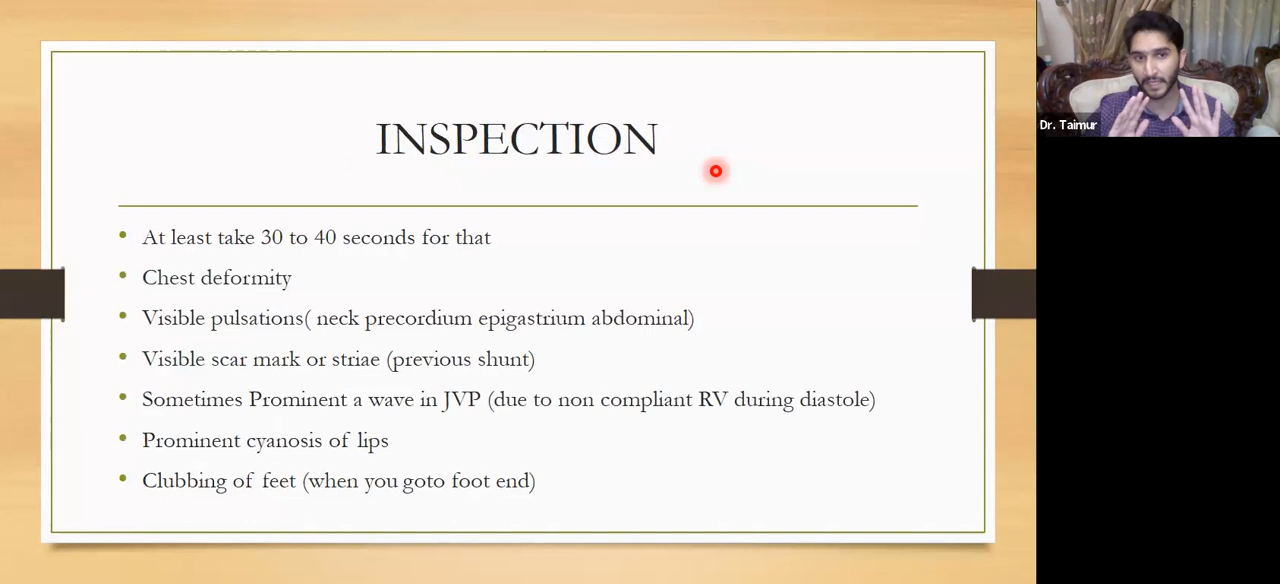 INSPECTION
At least take 30 to 40 seconds for that
Chest deformity
Visible pulsations( neck precordium epigastrium abdominal)
Visible scar mark or striae (previous shunt)
Sometimes Prominent a wave in JVP (due to non compliant RV during diastole)
Prominent cyanosis of lips
Clubbing of feet (when you goto foot end)
Dr. Taimur